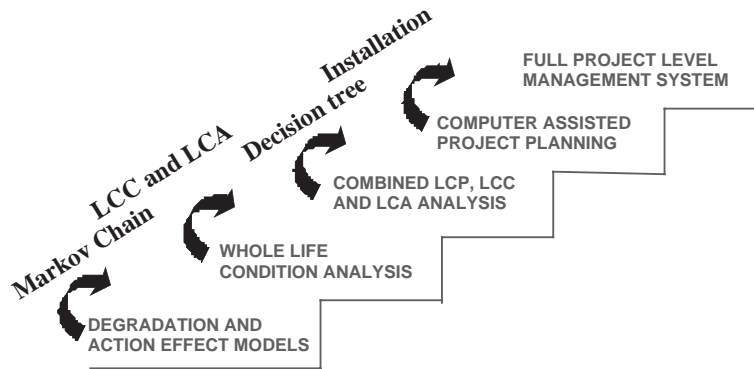 Installation
FULL PROJECT LEVEL
MANAGEMENT SYSTEM
Decision tree
COMPUTER ASSISTED
PROJECT PLANNING
LCC and LCA
COMBINED LCP, LCC
AND LCA ANALYSIS
Markov Chain
WHOLE LIFE
CONDITION ANALYSIS
DEGRADATION AND
ACTION EFFECT MODELS